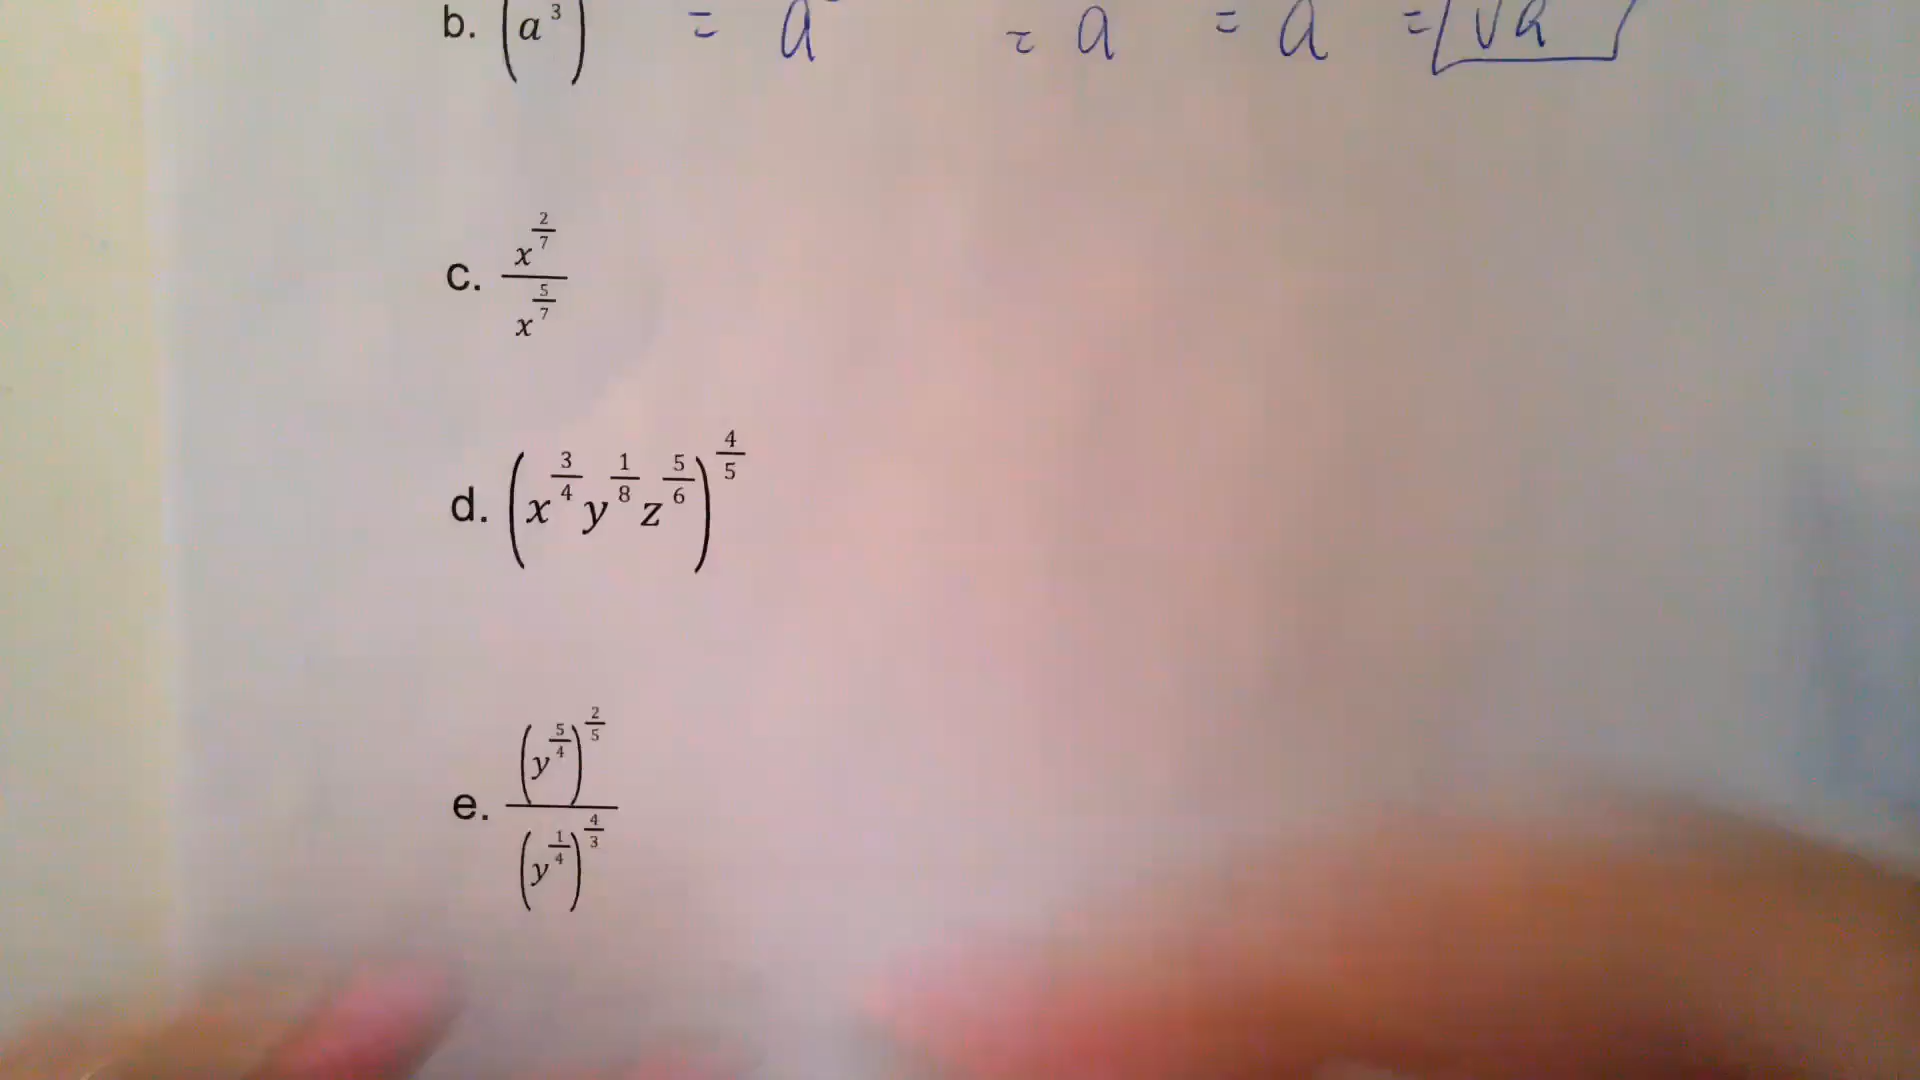 b. (a^3) = a = a = a = √a
c. x^(2/7) / x^(5/7)
d. (x^(3/4) y^(1/8) z^(5/6))^(4/5)
e. (y^(5/4))^(2/5) / (y^(1/4))^(4/3)